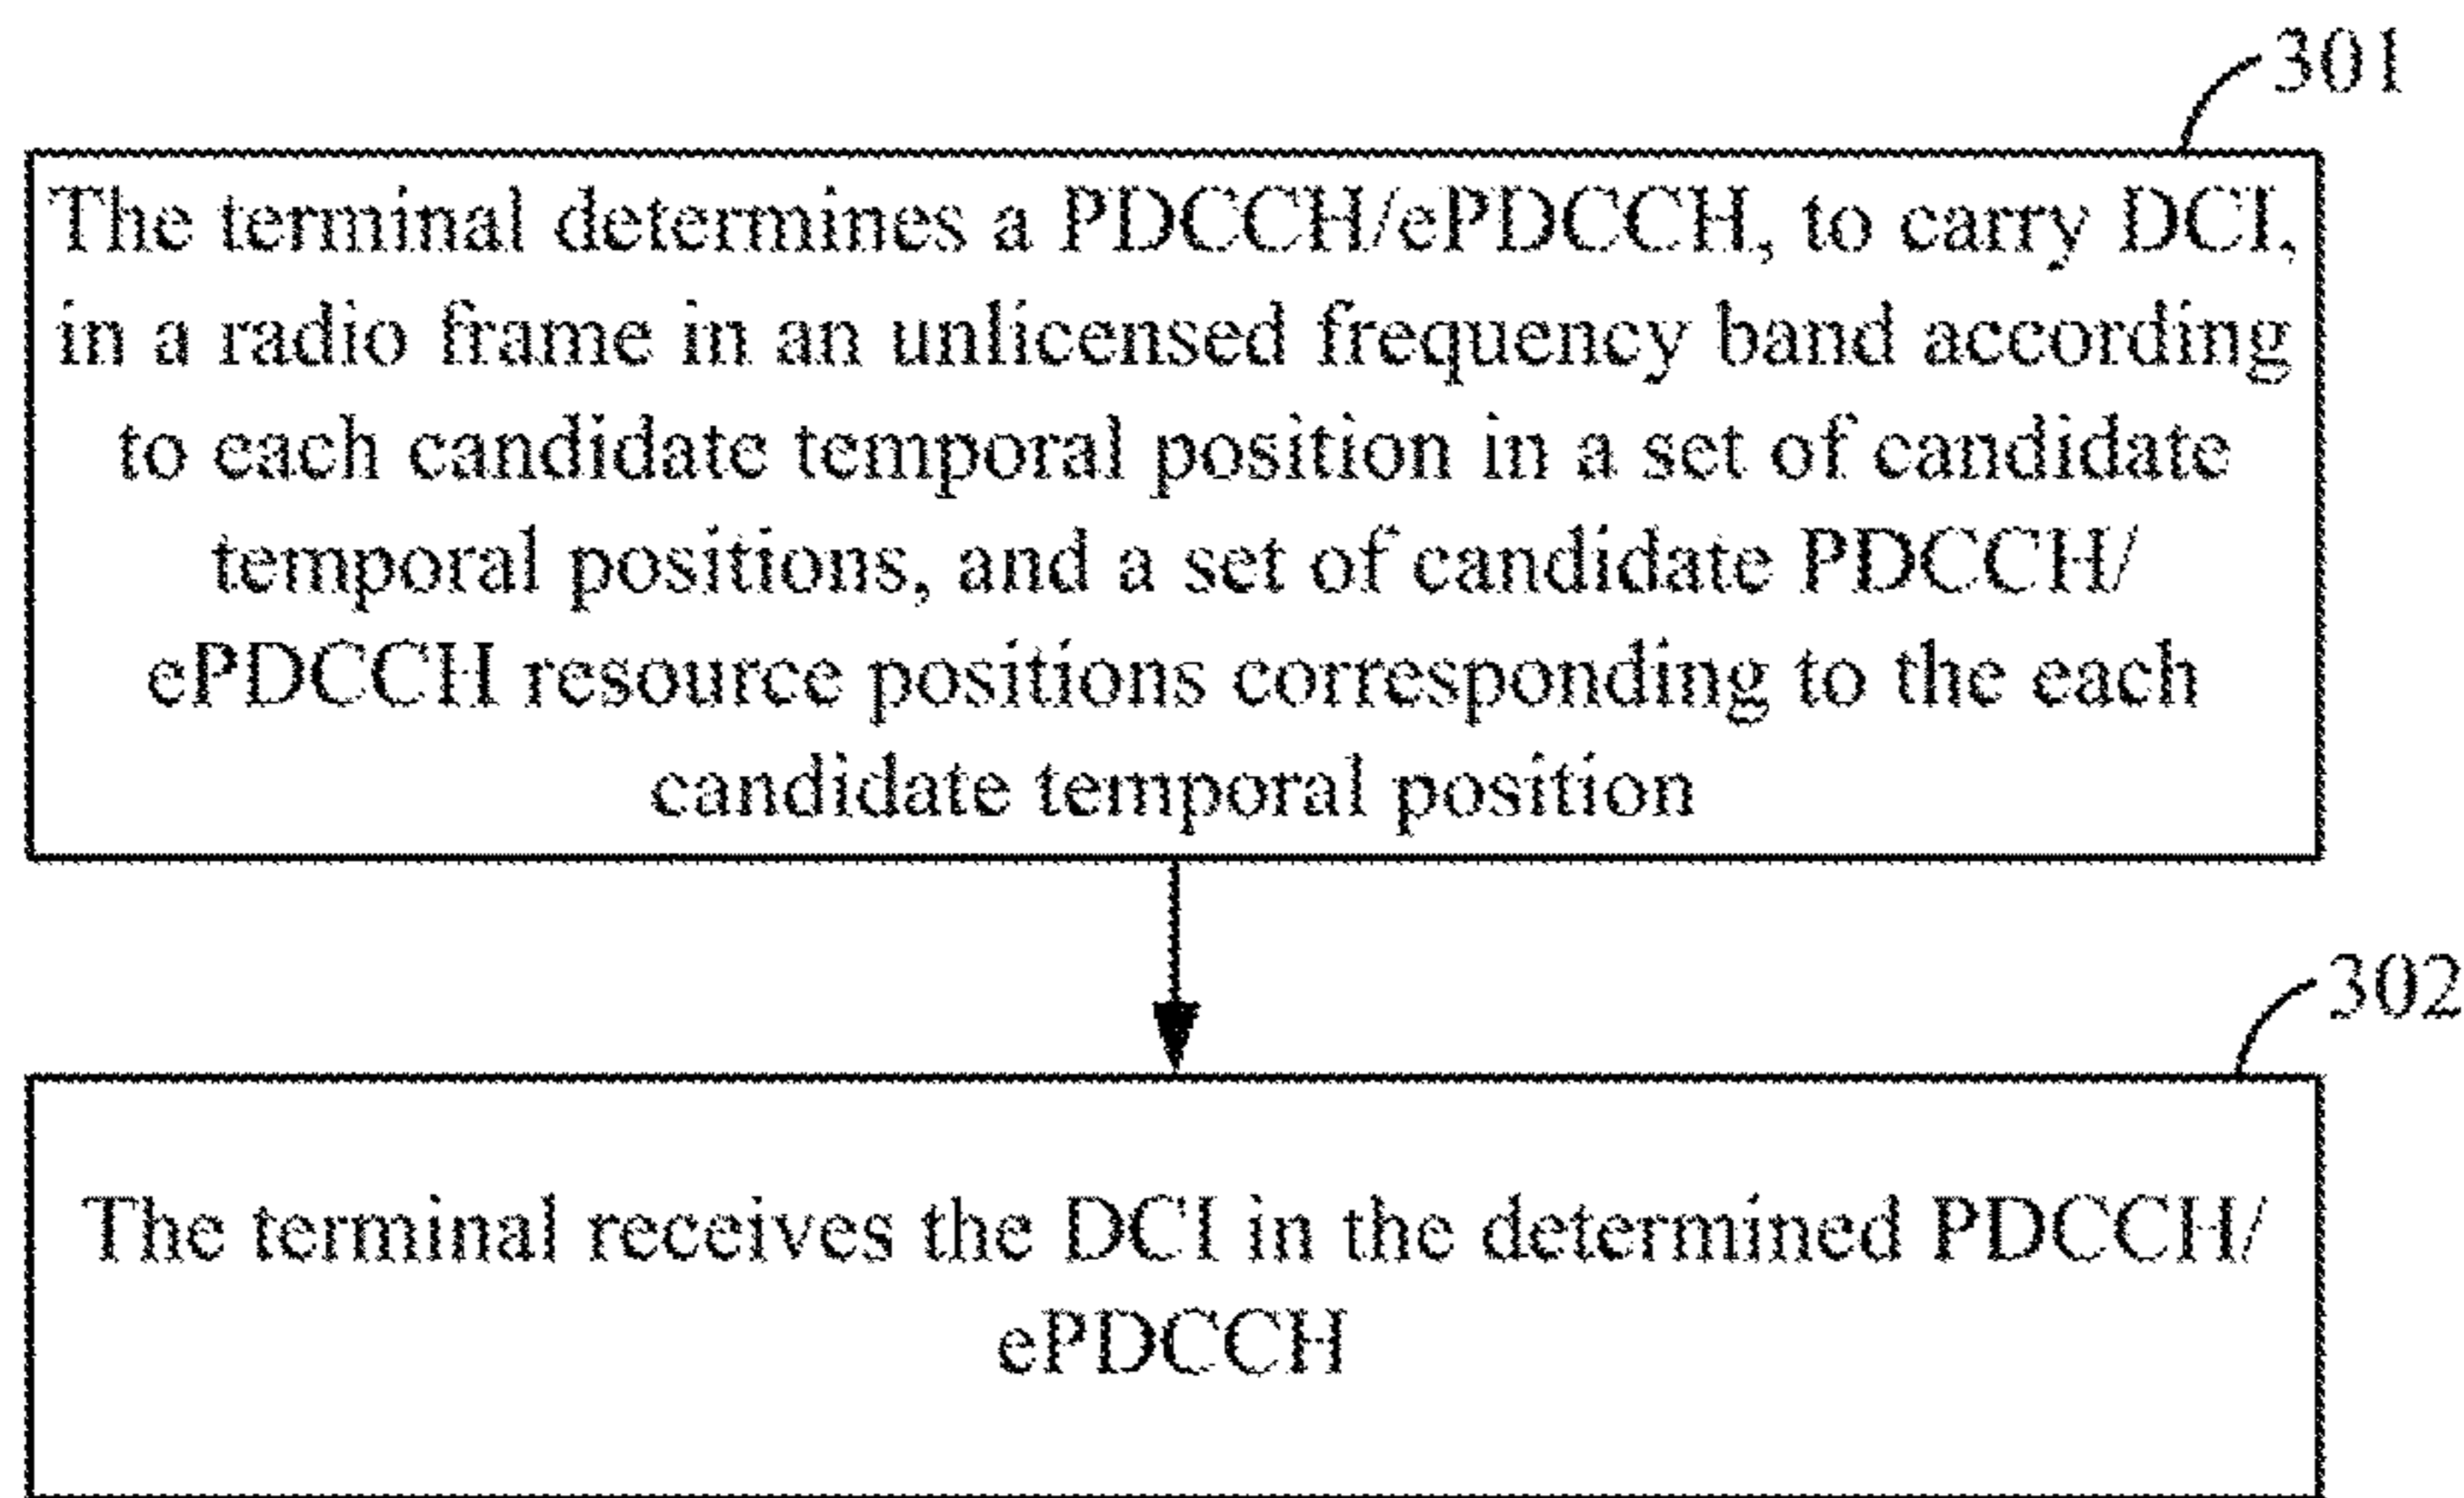 301
The terminal determines a PDCCH/ePDCCH, to carry DCI,
in a radio frame in an unlicensed frequency band according
to each candidate temporal position in a set of candidate
temporal positions, and a set of candidate PDCCH/
ePDCCH resource positions corresponding to the each
candidate temporal position
302
The terminal receives the DCI in the determined PDCCH/
ePDCCH